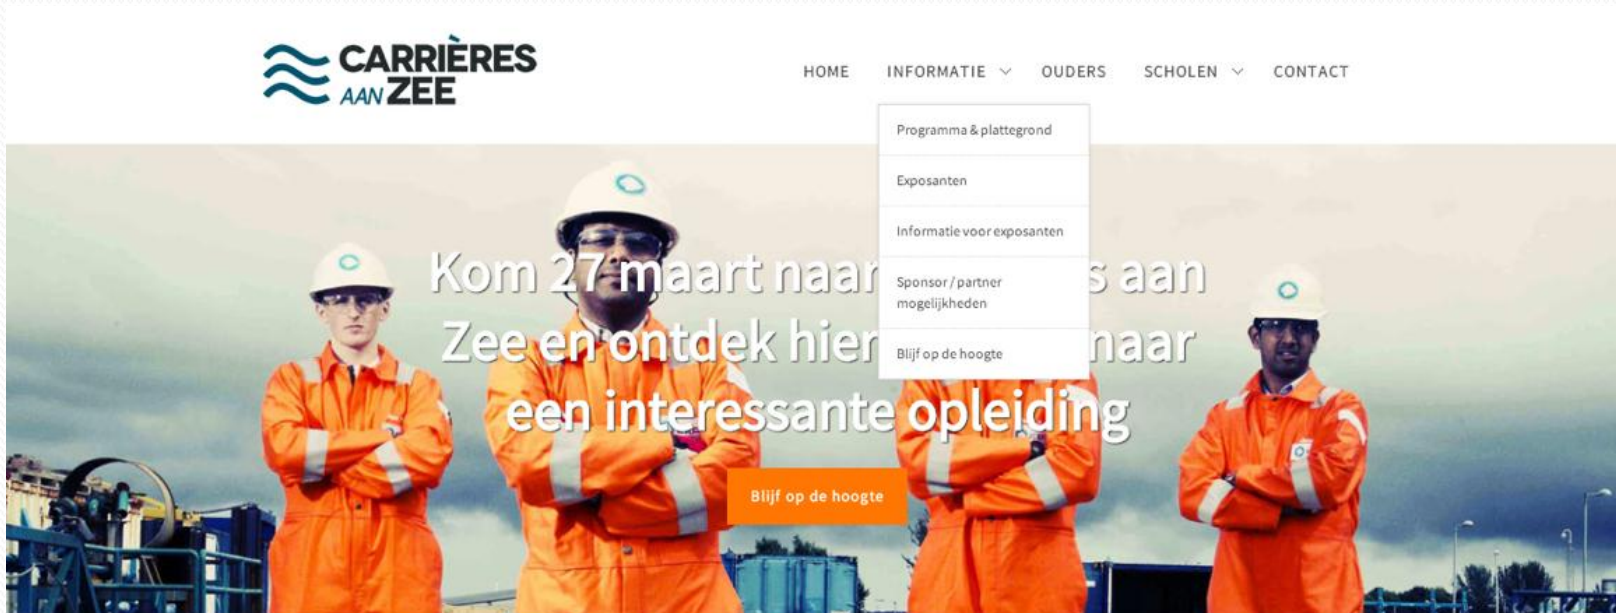 CARRIÈRES
AAN ZEE
HOME INFORMATIE OUDERS SCHOLEN CONTACT
Programma & plattegrond
Exposanten
Informatie voor exposanten
Sponsor / partner
mogelijkheden
Blijf op de hoogte
Kom 27 maart naar aan
Zee en ontdek hier naar
een interessante opleiding
Blijf op de hoogte